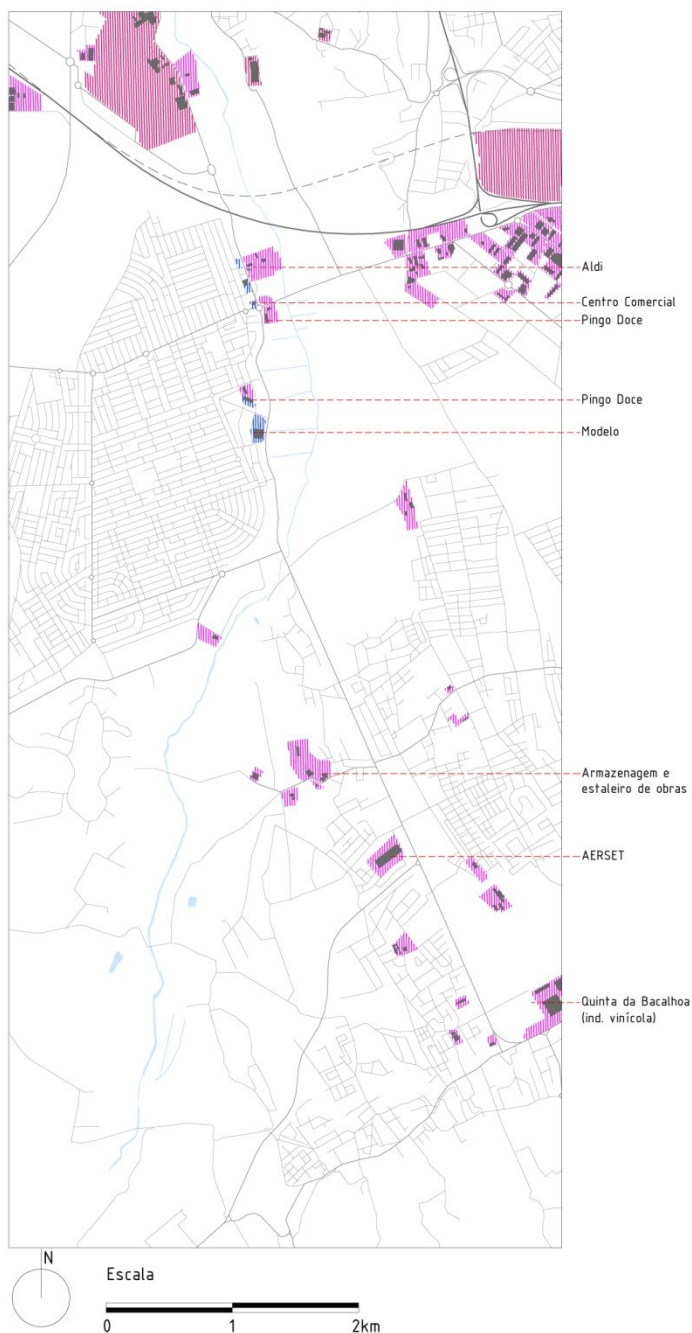 Aldi
Centro Comercial
Pingo Doce
Pingo Doce
Modelo
Armazenagem e
estaleiro de obras
AERSET
Quinta da Bacalhoa
(ind. vinícola)
N
Escala
0 1 2km